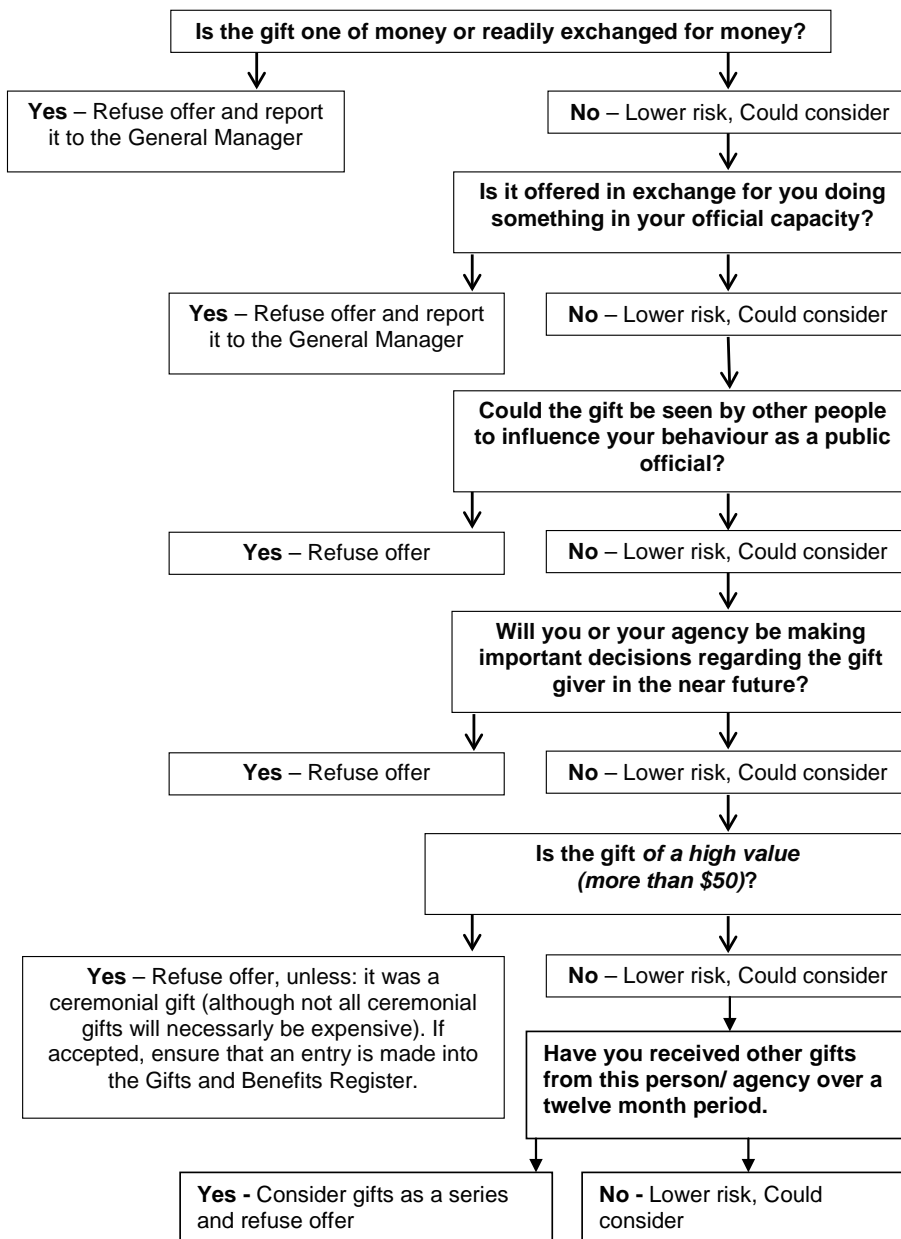 Is the gift one of money or readily exchanged for money?
Yes – Refuse offer and report
it to the General Manager
No – Lower risk, Could consider
Is it offered in exchange for you doing
something in your official capacity?
Yes – Refuse offer and report
it to the General Manager
No – Lower risk, Could consider
Could the gift be seen by other people
to influence your behaviour as a public
official?
Yes – Refuse offer
No – Lower risk, Could consider
Will you or your agency be making
important decisions regarding the gift
giver in the near future?
Yes – Refuse offer
No – Lower risk, Could consider
Is the gift of a high value
(more than $50)?
Yes – Refuse offer, unless: it was a
ceremonial gift (although not all ceremonial
gifts will necessarly be expensive). If
accepted, ensure that an entry is made into
the Gifts and Benefits Register.
No – Lower risk, Could consider
Have you received other gifts
from this person/ agency over a
twelve month period.
Yes - Consider gifts as a series
and refuse offer
No - Lower risk, Could
consider